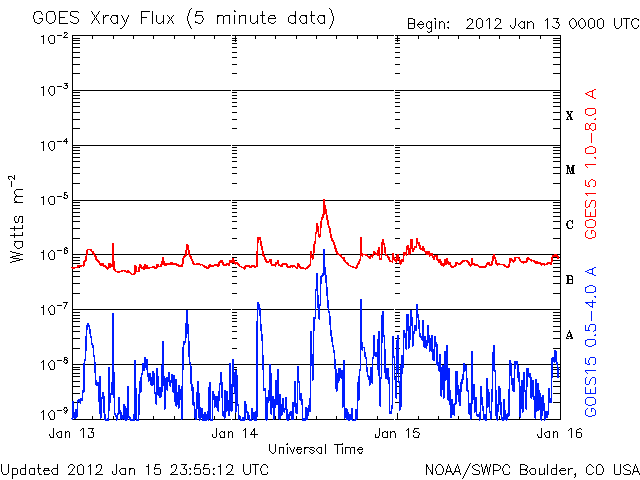 GOES Xray Flux (5 minute data)
Begin: 2012 Jan 13 0000 UTC
10-2
10-3
10-4
10-5
10-6
10-7
10-8
10-9
Watts m-2
X
M
C
B
A
GOES15 1.0-8.0 A
GOES15 0.5-4.0 A
Jan 13
Jan 14
Jan 15
Jan 16
Universal Time
Updated 2012 Jan 15 23:55:12 UTC
NOAA/SWPC Boulder, CO USA